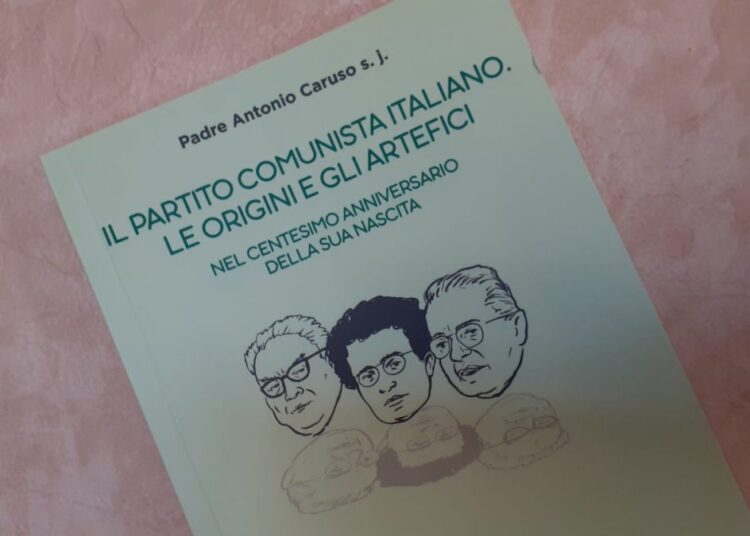 Padre Antonio Caruso s. j.
IL PARTITO COMUNISTA ITALIANO.
LE ORIGINI E GLI ARTEFICI
NEL CENTESIMO ANNIVERSARIO
DELLA SUA NASCITA